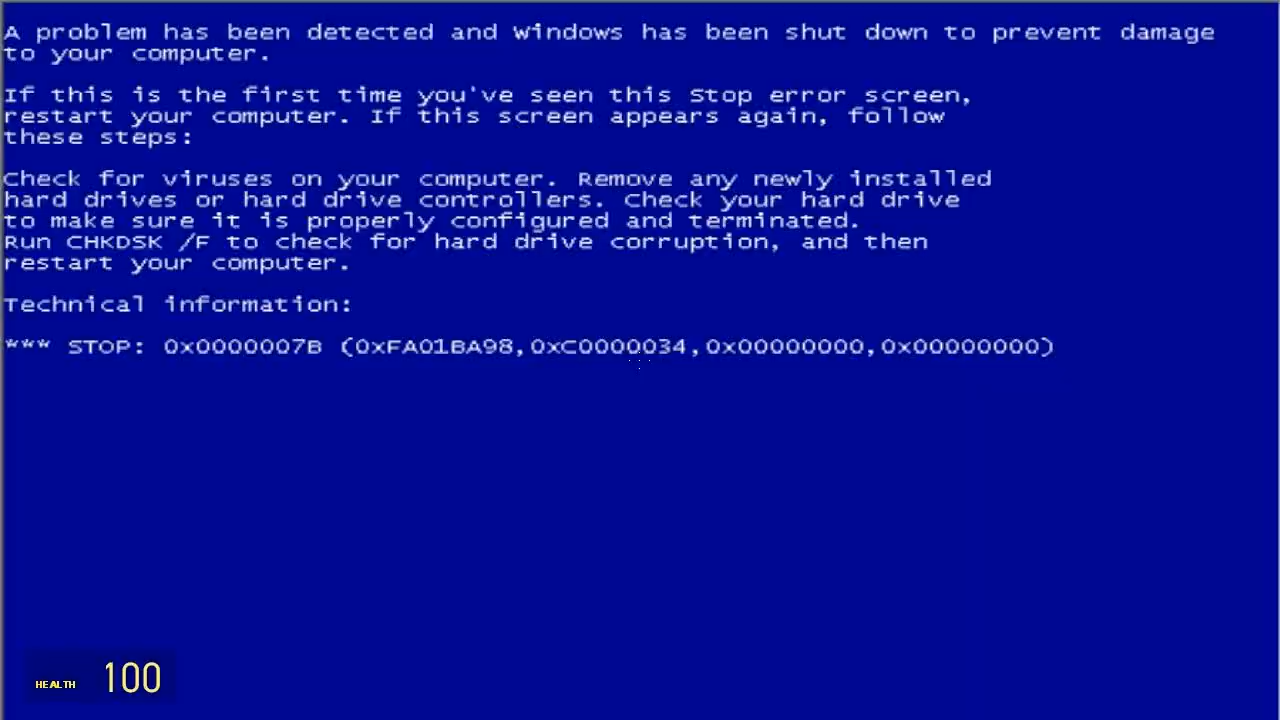 A problem has been detected and Windows has been shut down to prevent damage
to your computer.
If this is the first time you've seen this Stop error screen,
restart your computer. If this screen appears again, follow
these steps:
Check for viruses on your computer. Remove any newly installed
hard drives or hard drive controllers. Check your hard drive
to make sure it is properly configured and terminated.
Run CHKDSK /F to check for hard drive corruption, and then
restart your computer.
Technical information:
*** STOP: 0x0000007B (0xFA01BA98,0xC0000034,0x00000000,0x00000000)
HEALTH 100